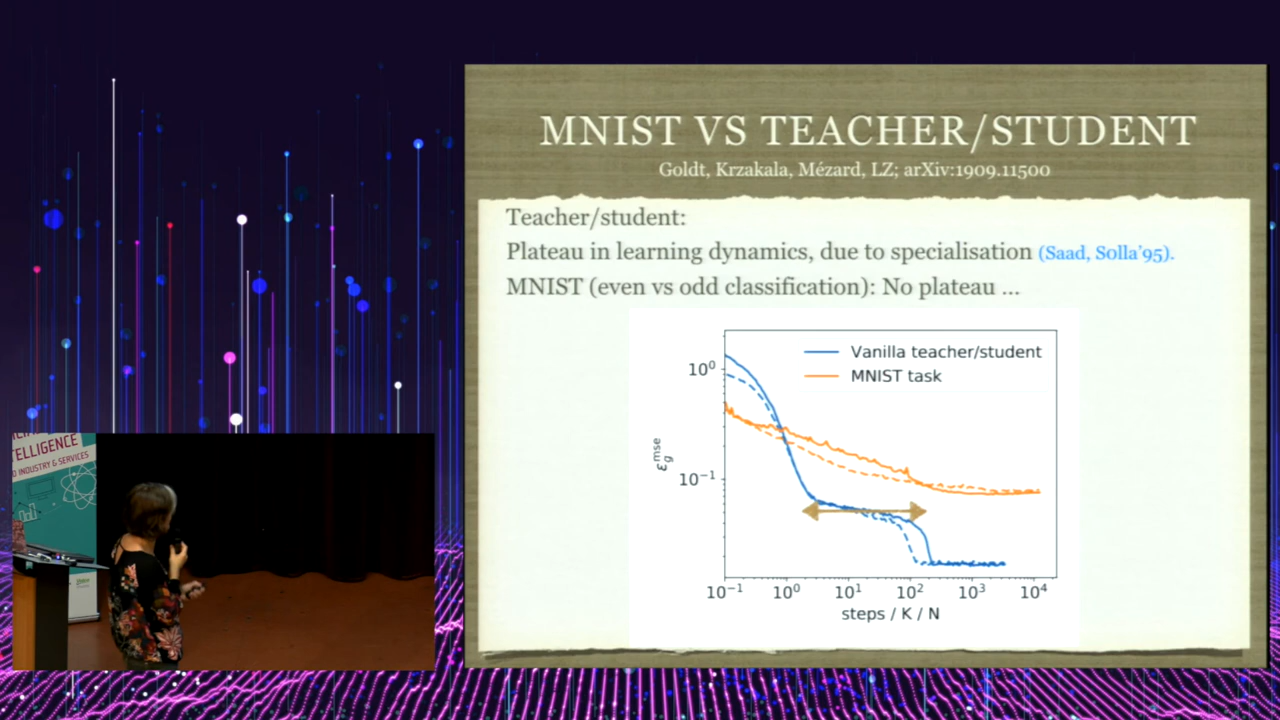 MNIST VS TEACHER/STUDENT
Goldt, Krzakala, Mézard, LZ; arXiv:1909.11500
Teacher/student:
Plateau in learning dynamics, due to specialisation (Saad, Solla'95).
MNIST (even vs odd classification): No plateau ...
Vanilla teacher/student
MNIST task
10⁰
10⁻¹
ε_g^mse
10⁻¹ 10⁰ 10¹ 10² 10³ 10⁴
steps / K / N
INDUSTRY & SERVICES